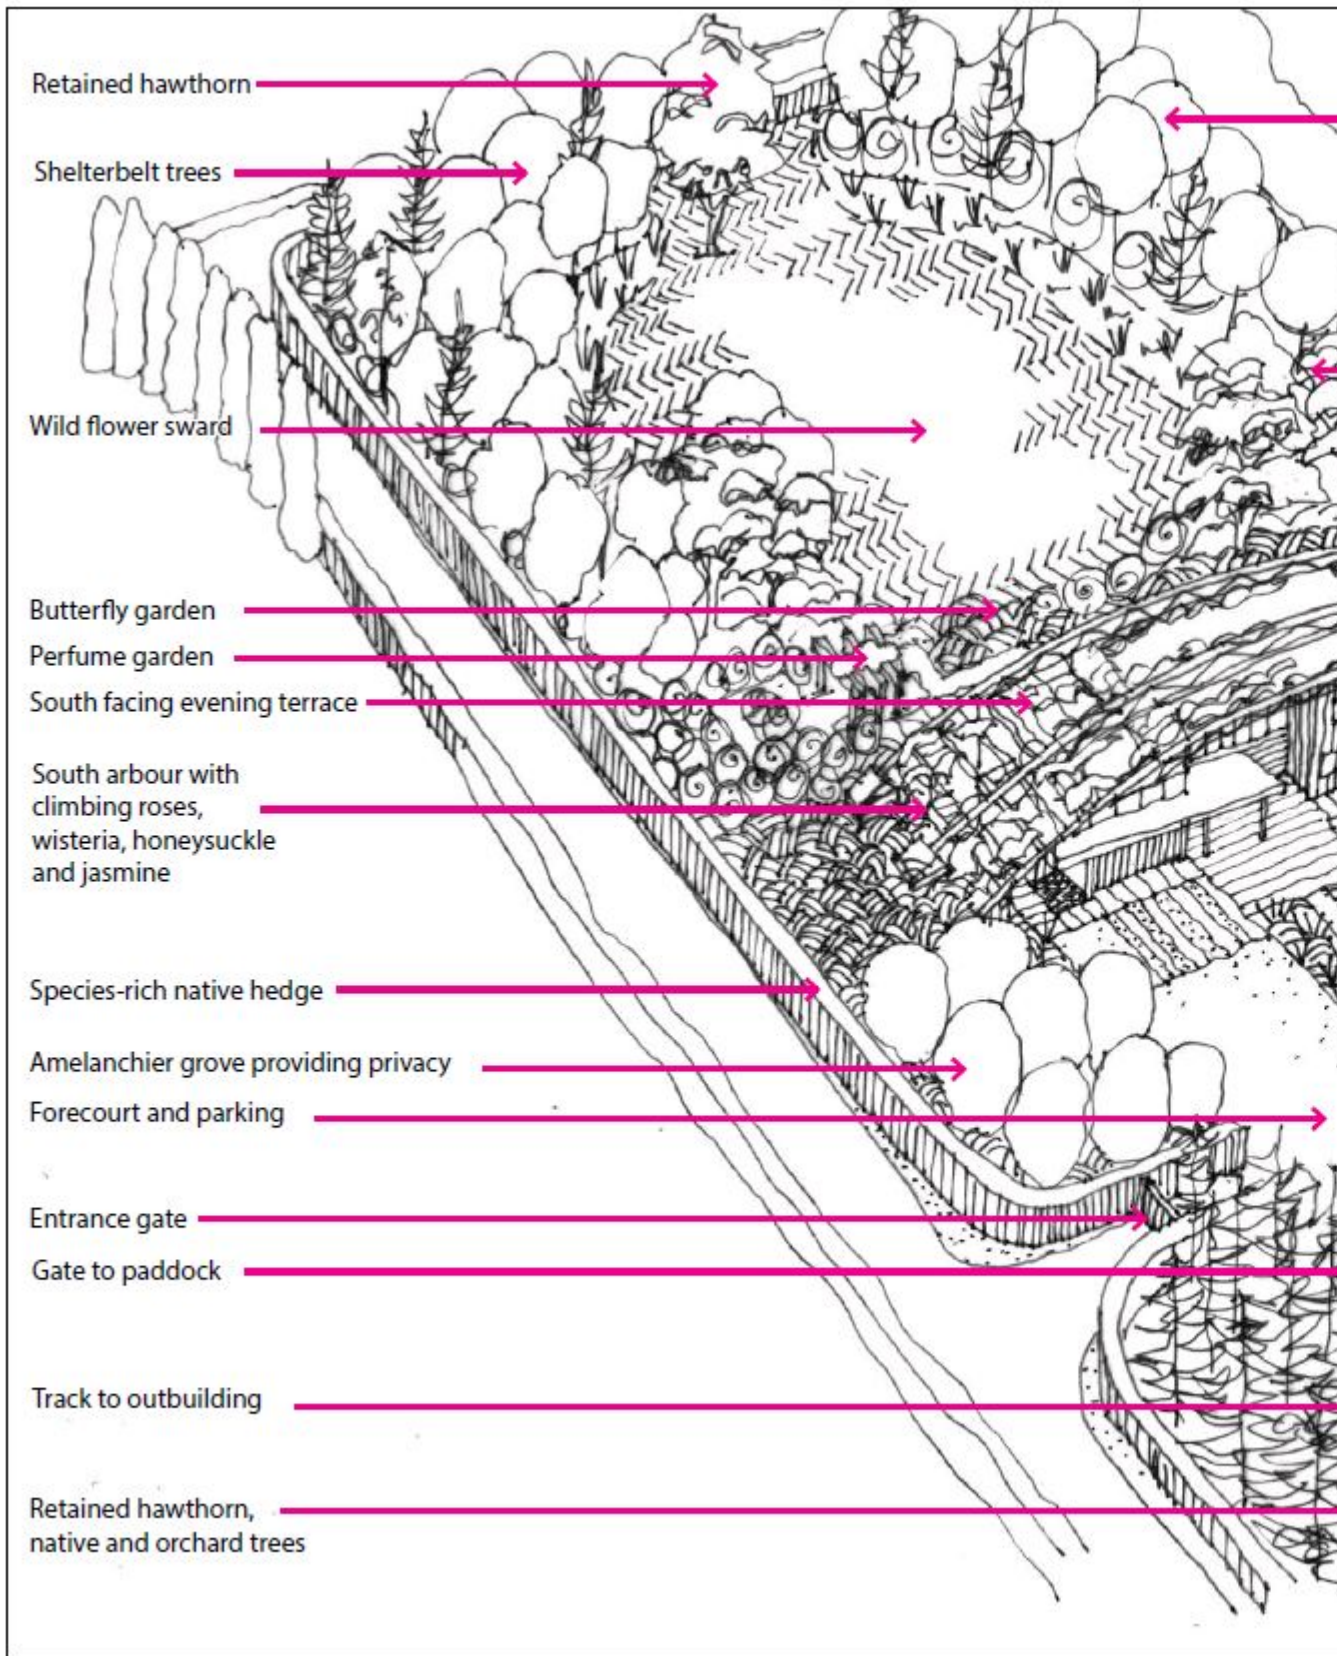 Retained hawthorn
Shelterbelt trees
Wild flower sward
Butterfly garden
Perfume garden
South facing evening terrace
South arbour with
climbing roses,
wisteria, honeysuckle
and jasmine
Species-rich native hedge
Amelanchier grove providing privacy
Forecourt and parking
Entrance gate
Gate to paddock
Track to outbuilding
Retained hawthorn,
native and orchard trees